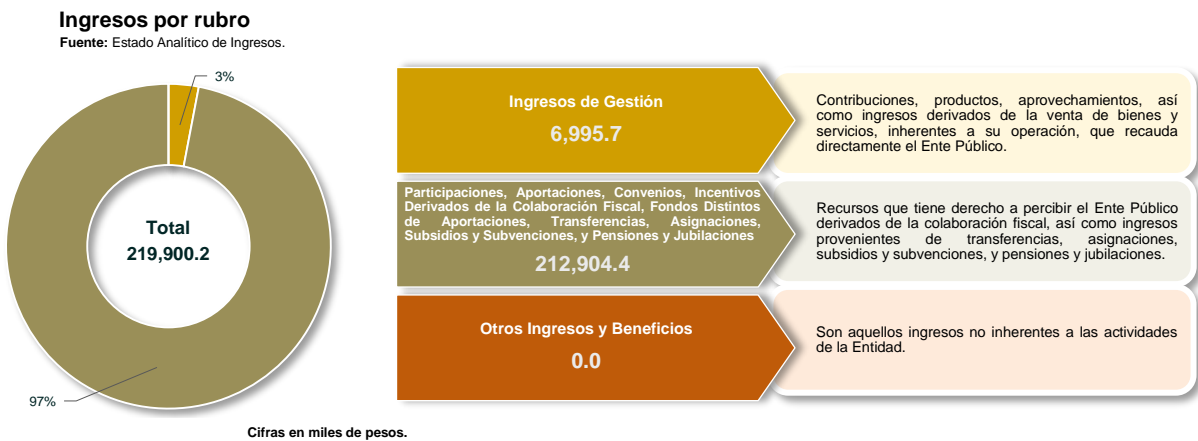 Ingresos por rubro
Fuente: Estado Analítico de Ingresos.
3%
Total
219,900.2
97%
Ingresos de Gestión
6,995.7
Contribuciones, productos, aprovechamientos, así
como ingresos derivados de la venta de bienes y
servicios, inherentes a su operación, que recauda
directamente el Ente Público.
Participaciones, Aportaciones, Convenios, Incentivos
Derivados de la Colaboración Fiscal, Fondos Distintos
de Aportaciones, Transferencias, Asignaciones,
Subsidios y Subvenciones, y Pensiones y Jubilaciones
212,904.4
Recursos que tiene derecho a percibir el Ente Público
derivados de la colaboración fiscal, así como ingresos
provenientes de transferencias, asignaciones,
subsidios y subvenciones, y pensiones y jubilaciones.
Otros Ingresos y Beneficios
0.0
Son aquellos ingresos no inherentes a las actividades
de la Entidad.
Cifras en miles de pesos.